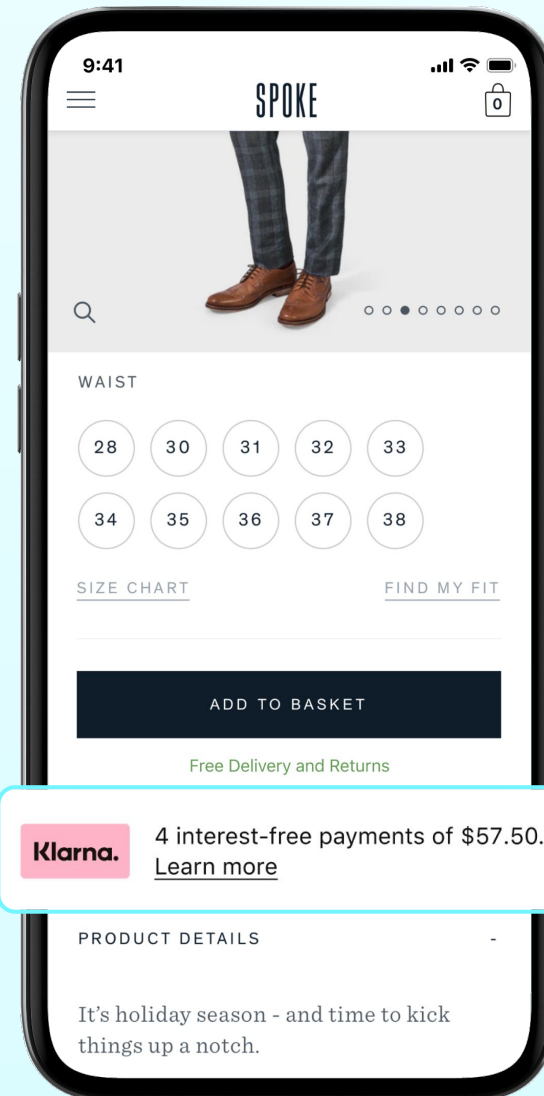 9:41
SPOKE
0
WAIST
28 30 31 32 33
34 35 36 37 38
SIZE CHART FIND MY FIT
ADD TO BASKET
Free Delivery and Returns
Klarna.
4 interest-free payments of $57.50.
Learn more
PRODUCT DETAILS -
It’s holiday season - and time to kick
things up a notch.